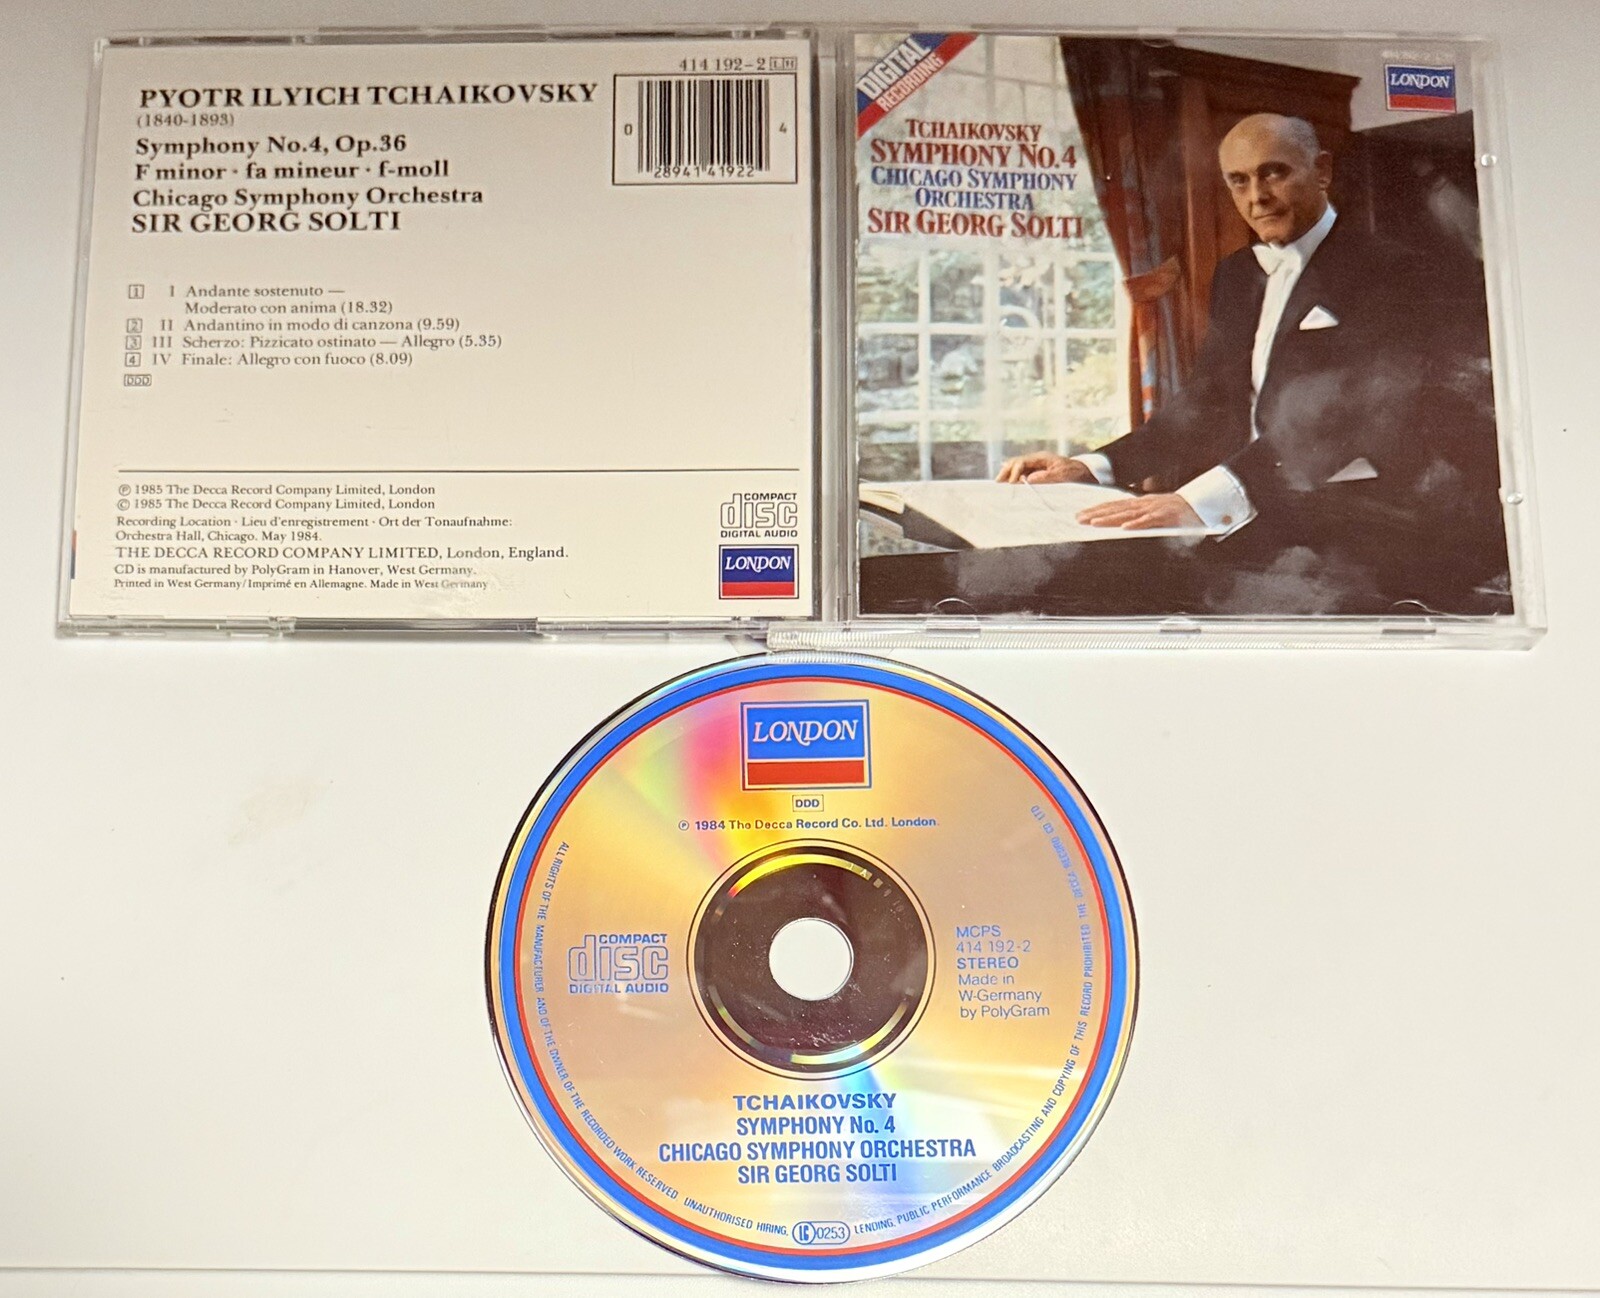 414 192-2 LH
PYOTR ILYICH TCHAIKOVSKY
(1840-1893)
Symphony No.4, Op.36
F minor · fa mineur · f-moll
Chicago Symphony Orchestra
SIR GEORG SOLTI
0 28941 41922 4
1 I Andante sostenuto —
Moderato con anima (18.32)
2 II Andantino in modo di canzona (9.59)
3 III Scherzo: Pizzicato ostinato — Allegro (5.35)
4 IV Finale: Allegro con fuoco (8.09)
DDD
℗ 1985 The Decca Record Company Limited, London
© 1985 The Decca Record Company Limited, London
Recording Location · Lieu d'enregistrement · Ort der Tonaufnahme:
Orchestra Hall, Chicago. May 1984.
THE DECCA RECORD COMPANY LIMITED, London, England.
CD is manufactured by PolyGram in Hanover, West Germany.
Printed in West Germany/Imprimé en Allemagne. Made in West Germany
COMPACT
disc
DIGITAL AUDIO
LONDON
DIGITAL
RECORDING
LONDON
TCHAIKOVSKY
SYMPHONY NO.4
CHICAGO SYMPHONY
ORCHESTRA
SIR GEORG SOLTI
LONDON
DDD
℗ 1984 The Decca Record Co. Ltd. London.
COMPACT
disc
DIGITAL AUDIO
MCPS
414 192-2
STEREO
Made in
W-Germany
by PolyGram
TCHAIKOVSKY
SYMPHONY No. 4
CHICAGO SYMPHONY ORCHESTRA
SIR GEORG SOLTI
ALL RIGHTS OF THE MANUFACTURER AND OF THE OWNER OF THE RECORDED WORK RESERVED UNAUTHORISED HIRING, LENDING, PUBLIC PERFORMANCE BROADCASTING AND COPYING OF THIS RECORD PROHIBITED THE DECCA RECORD CO LTD
LC 0253